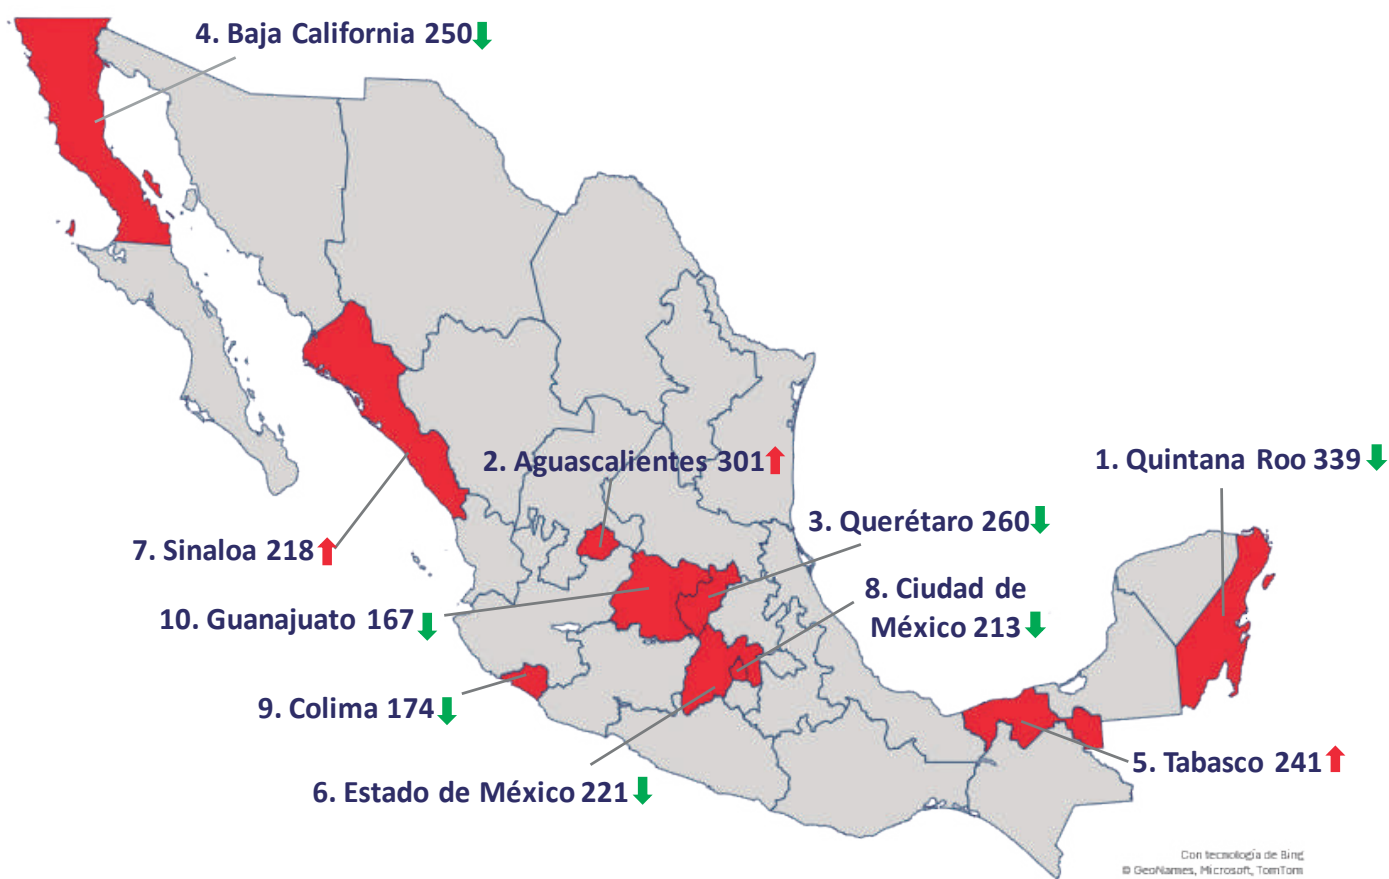 4. Baja California 250
2. Aguascalientes 301
1. Quintana Roo 339
3. Querétaro 260
7. Sinaloa 218
8. Ciudad de
México 213
10. Guanajuato 167
9. Colima 174
5. Tabasco 241
6. Estado de México 221
Con tecnología de Bing
© GeoNames, Microsoft, TomTom